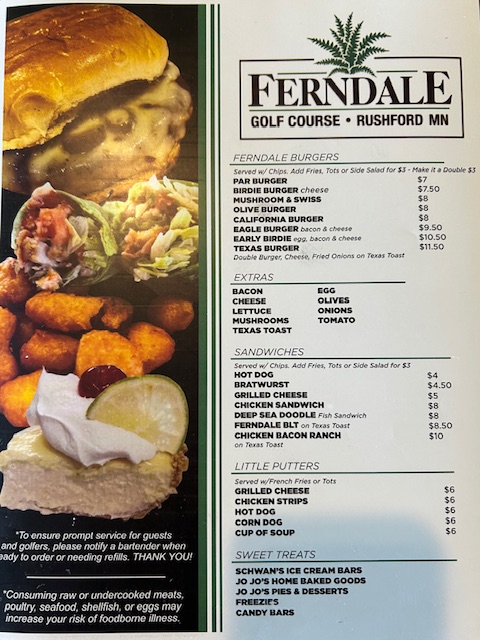 FERNDALE
GOLF COURSE • RUSHFORD MN
FERNDALE BURGERS
Served w/ Chips. Add Fries, Tots or Side Salad for $3 - Make it a Double $3
PAR BURGER $7
BIRDIE BURGER cheese $7.50
MUSHROOM & SWISS $8
OLIVE BURGER $8
CALIFORNIA BURGER $8
EAGLE BURGER bacon & cheese $9.50
EARLY BIRDIE egg, bacon & cheese $10.50
TEXAS BURGER $11.50
Double Burger, Cheese, Fried Onions on Texas Toast
EXTRAS
BACON EGG
CHEESE OLIVES
LETTUCE ONIONS
MUSHROOMS TOMATO
TEXAS TOAST
SANDWICHES
Served w/ Chips. Add Fries, Tots or Side Salad for $3
HOT DOG $4
BRATWURST $4.50
GRILLED CHEESE $5
CHICKEN SANDWICH $8
DEEP SEA DOODLE Fish Sandwich $8
FERNDALE BLT on Texas Toast $8.50
CHICKEN BACON RANCH $10
on Texas Toast
LITTLE PUTTERS
Served w/French Fries or Tots
GRILLED CHEESE $6
CHICKEN STRIPS $6
HOT DOG $6
CORN DOG $6
CUP OF SOUP $6
SWEET TREATS
SCHWAN'S ICE CREAM BARS
JO JO'S HOME BAKED GOODS
JO JO'S PIES & DESSERTS
FREEZIES
CANDY BARS
*To ensure prompt service for guests
and golfers, please notify a bartender when
eady to order or needing refills. THANK YOU!
*Consuming raw or undercooked meats,
poultry, seafood, shellfish, or eggs may
increase your risk of foodborne illness.